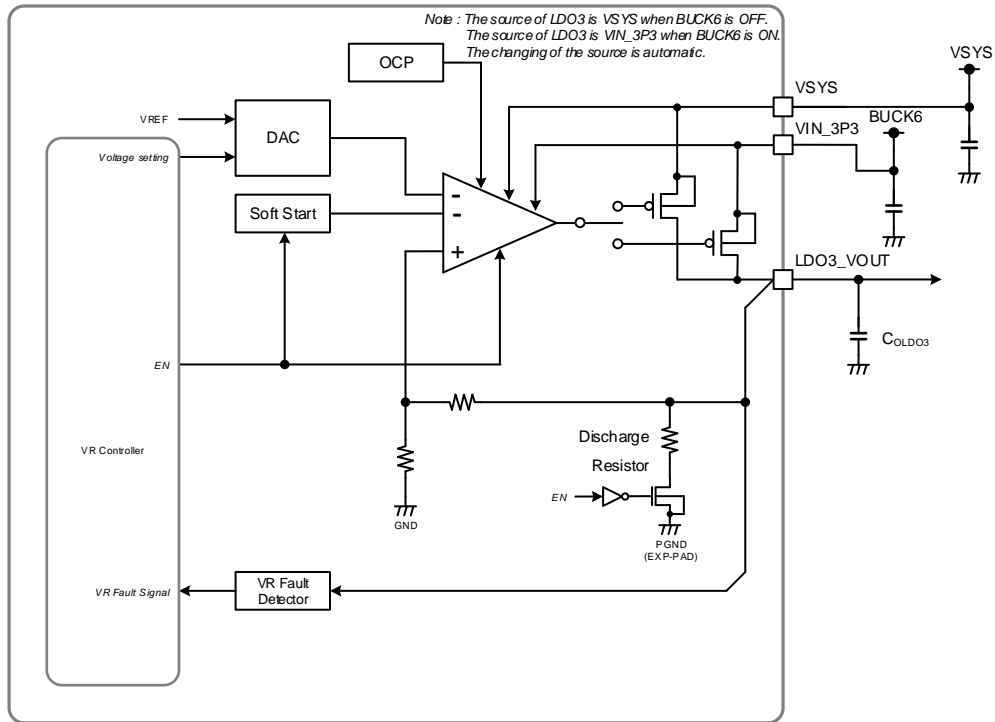 Note : The source of LDO3 is VSYS when BUCK6 is OFF.
The source of LDO3 is VIN_3P3 when BUCK6 is ON.
The changing of the source is automatic.
OCP
VSYS
VSYS
VREF
DAC
VIN_3P3
BUCK6
Voltage setting
-
-
+
Soft Start
LDO3_VOUT
COLDO3
EN
VR Controller
Discharge
Resistor
EN
GND
PGND
(EXP-PAD)
VR Fault Signal
VR Fault
Detector